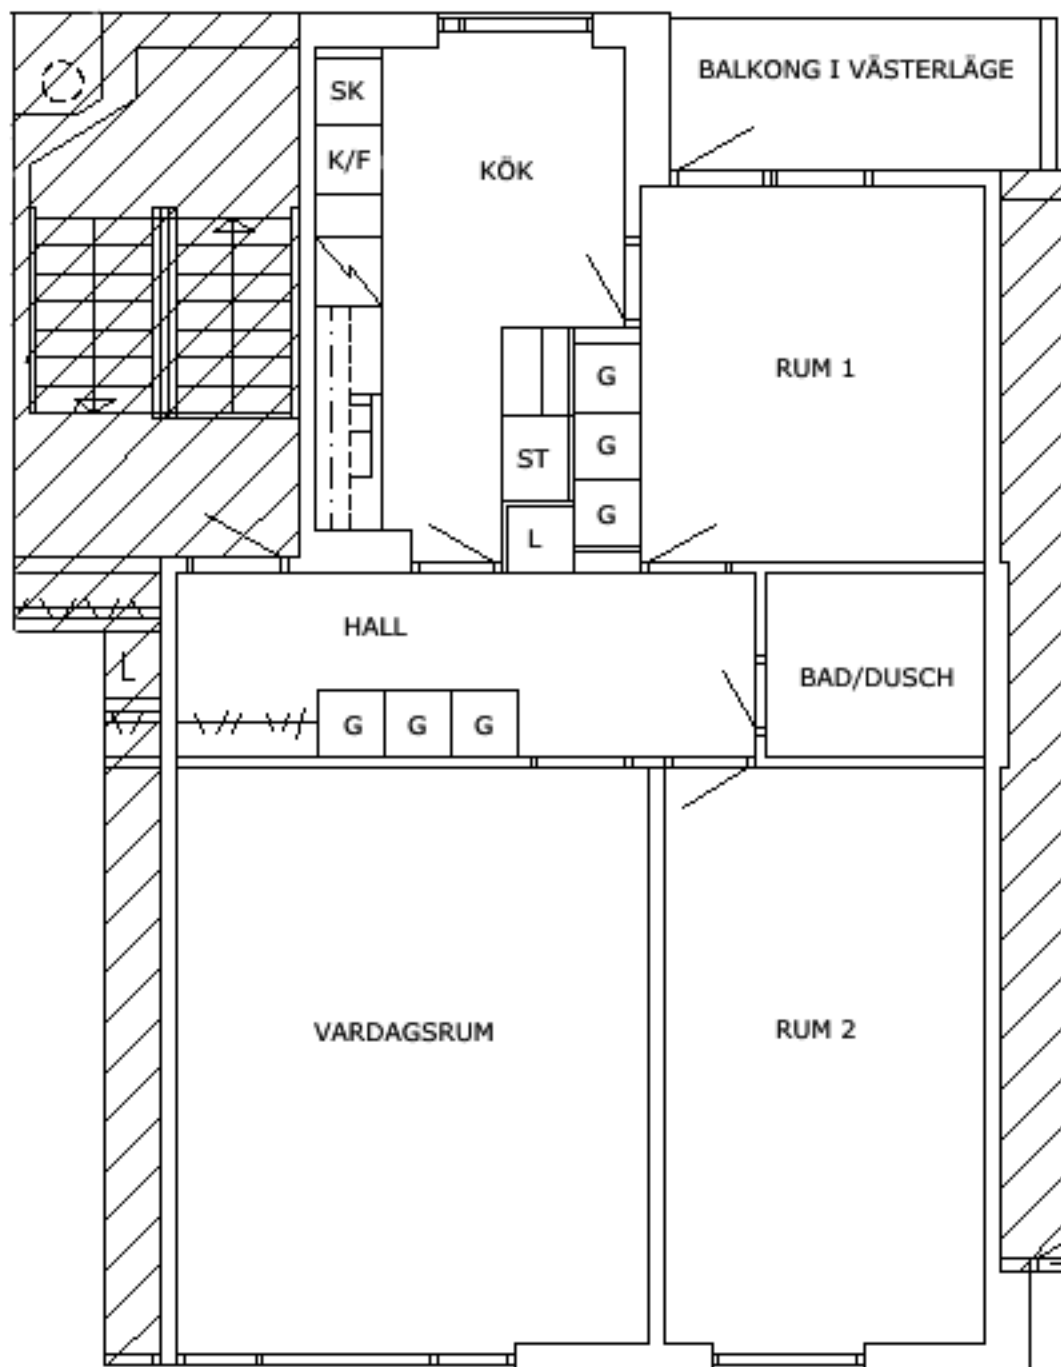 BALKONG I VÄSTERLÄGE
SK
K/F
KÖK
RUM 1
G
G
ST
G
L
HALL
L
BAD/DUSCH
G
G
G
VARDAGSRUM
RUM 2